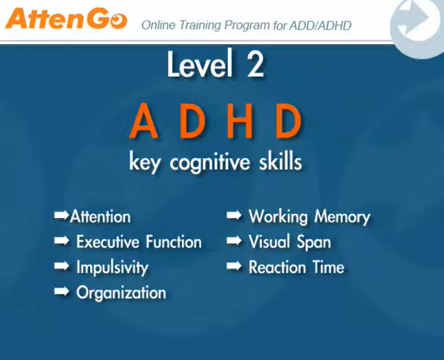 AttenGo Online Training Program for ADD/ADHD
Level 2
ADHD
key cognitive skills
Attention
Executive Function
Impulsivity
Organization
Working Memory
Visual Span
Reaction Time